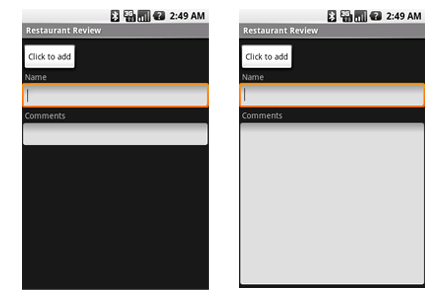 2:49 AM
Restaurant Review
Click to add
Name
Comments
2:49 AM
Restaurant Review
Click to add
Name
Comments